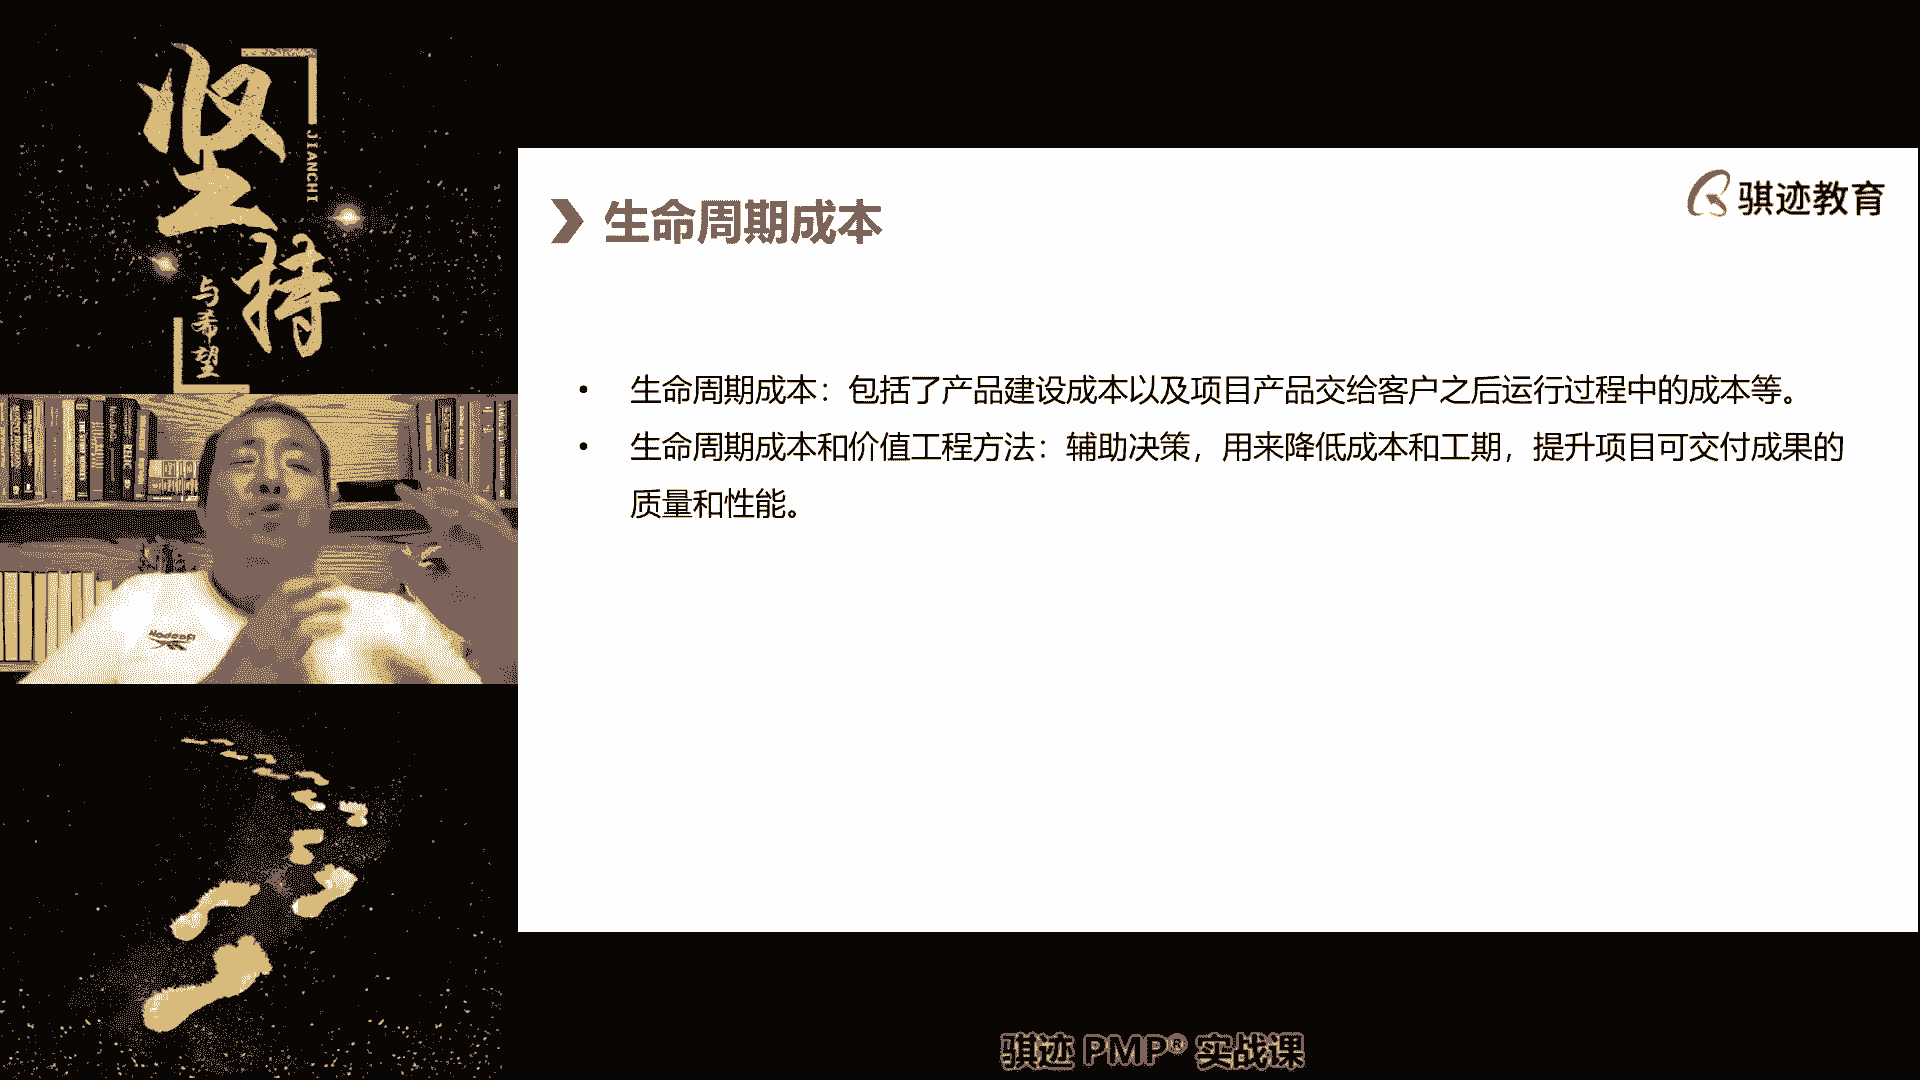 坚持
JIANCHI
与希望
骐迹教育
生命周期成本
• 生命周期成本：包括了产品建设成本以及项目产品交给客户之后运行过程中的成本等。
• 生命周期成本和价值工程方法：辅助决策，用来降低成本和工期，提升项目可交付成果的
质量和性能。
骐迹 PMP® 实战课